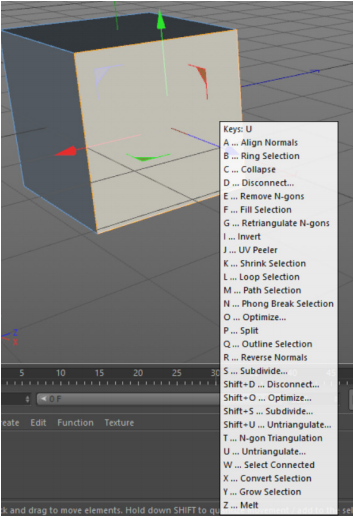 Keys: U
A ... Align Normals
B ... Ring Selection
C ... Collapse
D ... Disconnect...
E ... Remove N-gons
F ... Fill Selection
G ... Retriangulate N-gons
I ... Invert
J ... UV Peeler
K ... Shrink Selection
L ... Loop Selection
M ... Path Selection
N ... Phong Break Selection
O ... Optimize...
P ... Split
Q ... Outline Selection
R ... Reverse Normals
S ... Subdivide...
Shift+D ... Disconnect...
Shift+O ... Optimize...
Shift+S ... Subdivide...
Shift+U ... Untriangulate...
T ... N-gon Triangulation
U ... Untriangulate...
W ... Select Connected
X ... Convert Selection
Y ... Grow Selection
Z ... Melt
Z
X
5 10 15 20 25 30
0 F
eate Edit Function Texture
ck and drag to move elements. Hold down SHIFT to qu